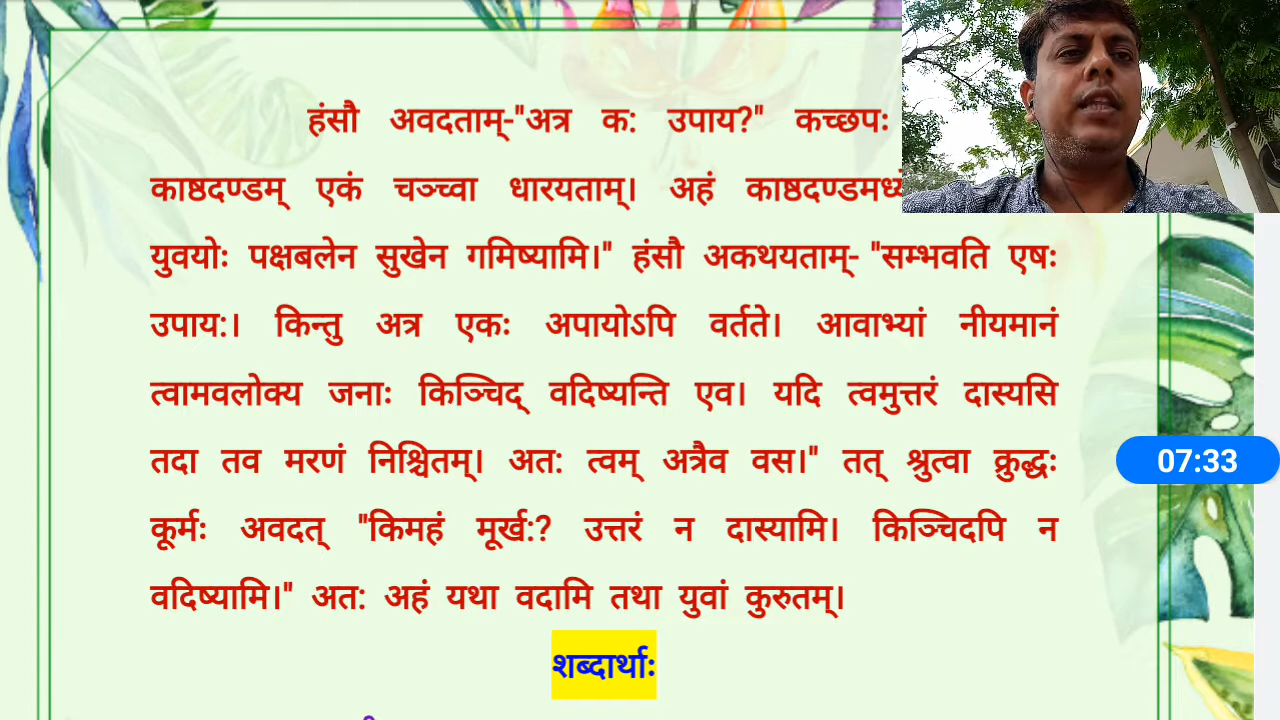 हंसौ अवदताम्-"अत्र क: उपाय?" कच्छपः
काष्ठदण्डम् एकं चञ्च्वा धारयताम्। अहं
युवयोः पक्षबलेन सुखेन गमिष्यामि।" हंसौ अकथयताम्- "सम्भवति एषः
उपाय:। किन्तु अत्र एकः अपायोऽपि वर्तते। आवाभ्यां नीयमानं
त्वामवलोक्य जनाः किञ्चिद् वदिष्यन्ति एव। यदि त्वमुत्तरं दास्यसि
तदा तव मरणं निश्चितम्। अत: त्वम् अत्रैव वस।" तत् श्रुत्वा क्रुद्धः
कूर्मः अवदत् "किमहं मूर्ख:? उत्तरं न दास्यामि। किञ्चिदपि न
वदिष्यामि।" अत: अहं यथा वदामि तथा युवां कुरुतम्।
शब्दार्था:
07:33